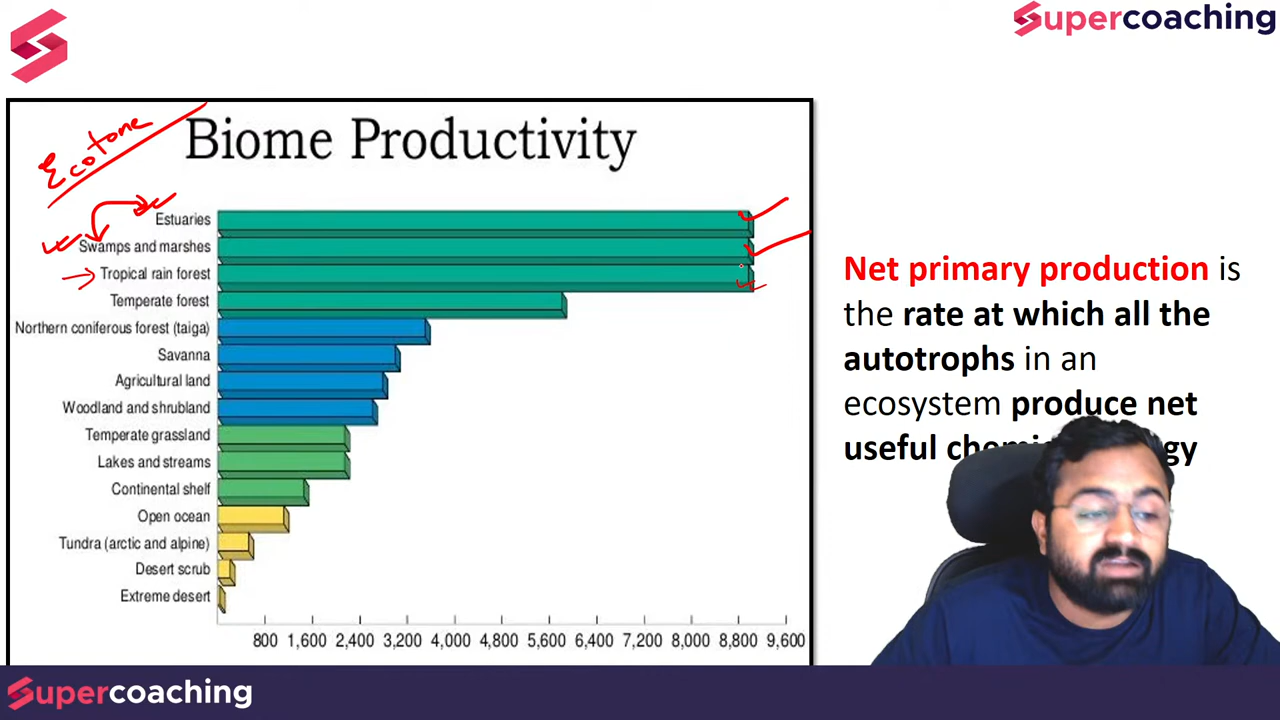 Supercoaching
Ecotone
Biome Productivity
Estuaries
Swamps and marshes
Tropical rain forest
Temperate forest
Northern coniferous forest (taiga)
Savanna
Agricultural land
Woodland and shrubland
Temperate grassland
Lakes and streams
Continental shelf
Open ocean
Tundra (arctic and alpine)
Desert scrub
Extreme desert
800 1,600 2,400 3,200 4,000 4,800 5,600 6,400 7,200 8,000 8,800 9,600
Net primary production is
the rate at which all the
autotrophs in an
ecosystem produce net
useful
Supercoaching